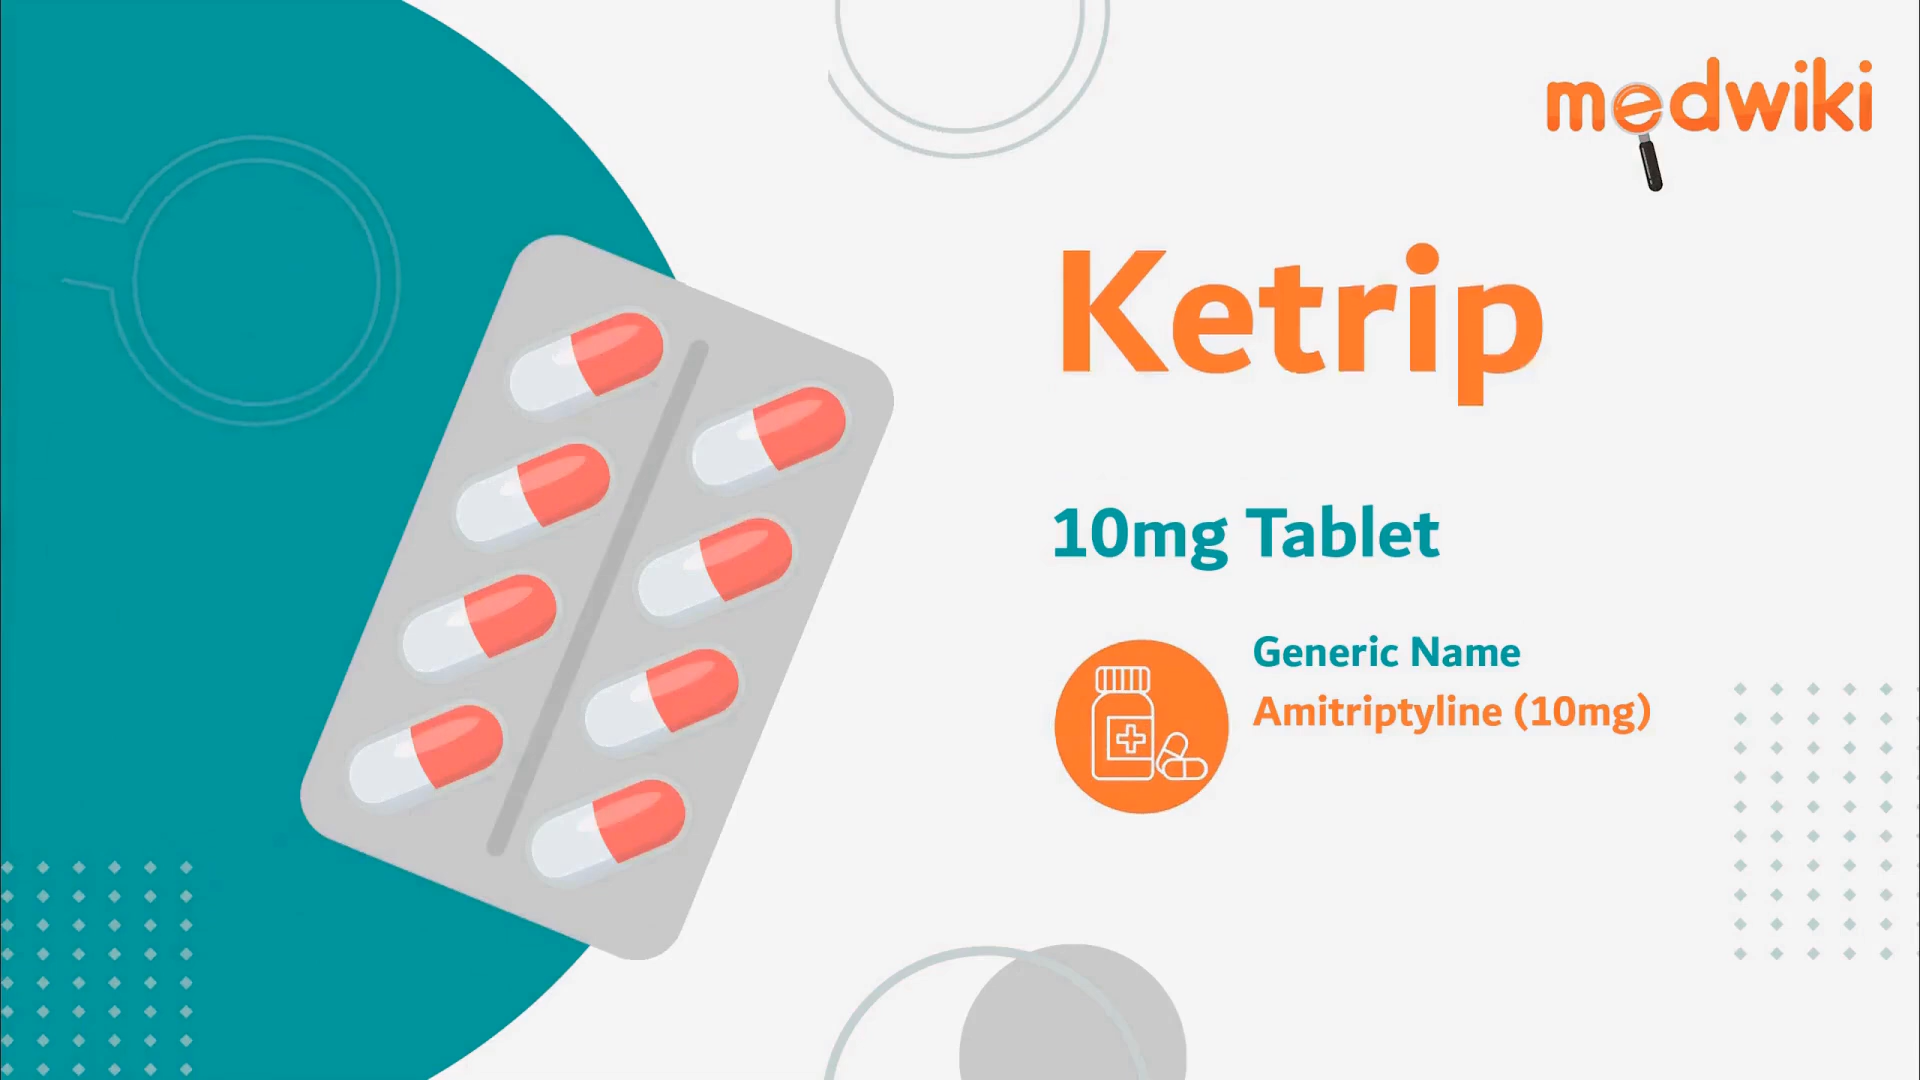 medwiki
Ketrip
10mg Tablet
Generic Name
Amitriptyline (10mg)